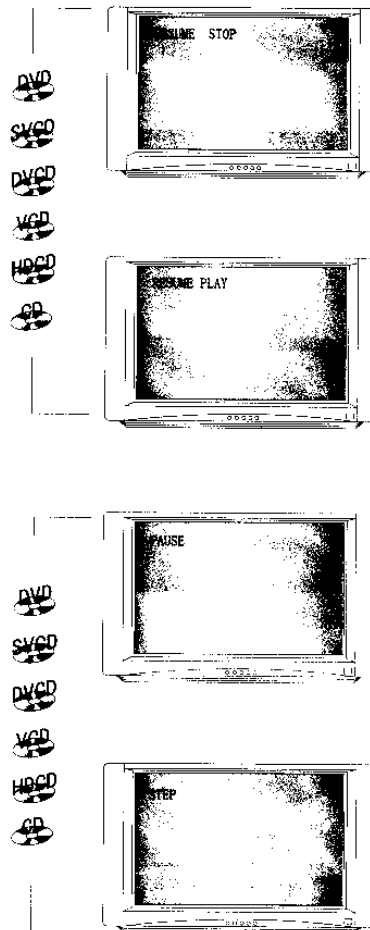 RESUME STOP
DVD
SVCD
DVCD
VCD
HDCD
CD
RESUME PLAY
PAUSE
DVD
SVCD
DVCD
VCD
HDCD
CD
STEP